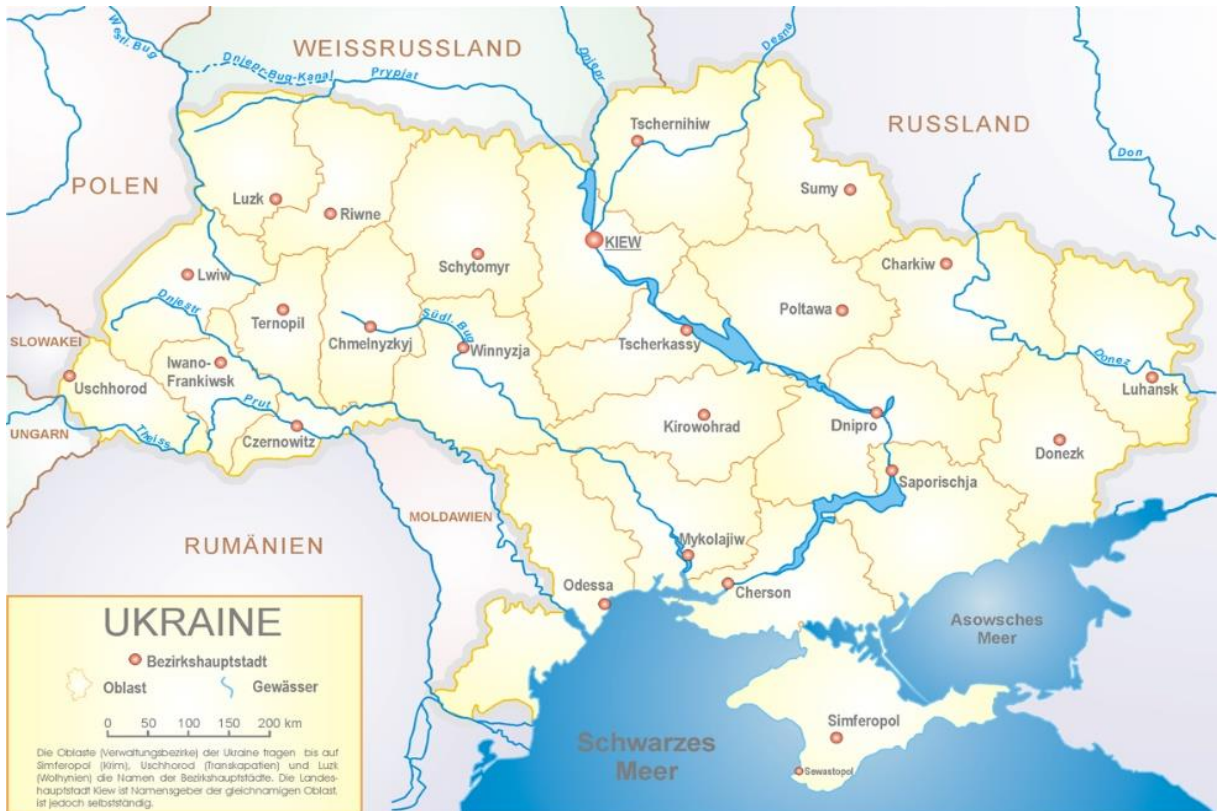 WEISSRUSSLAND
RUSSLAND
POLEN
SLOWAKEI
UNGARN
RUMÄNIEN
MOLDAWIEN
Westl. Bug
Dnjepr-Bug-Kanal
Prypjat
Dnjepr
Desna
Don
Tschernihiw
Sumy
Luzk
Riwne
KIEW
Schytomyr
Lwiw
Charkiw
Dnjestr
Ternopil
Chmelnyzkyj
Südl. Bug
Winnyzja
Tscherkassy
Poltawa
Donez
Luhansk
Uschhorod
Iwano-
Frankiwsk
Prut
Theiss
Czernowitz
Kirowohrad
Dnipro
Donezk
Saporischja
Mykolajiw
Odessa
Cherson
Asowsches
Meer
Simferopol
Sewastopol
Schwarzes
Meer
UKRAINE
Bezirkshauptstadt
Oblast
Gewässer
0 50 100 150 200 km
Die Oblaste (Verwaltungsbezirke) der Ukraine tragen bis auf
Simferopol (Krim), Uschhorod (Transkapatien) und Luzk
(Wolhynien) die Namen der Bezirkshauptstädte. Die Landes-
hauptstadt Kiew ist Namensgeber der gleichnamigen Oblast,
ist jedoch selbstständig.